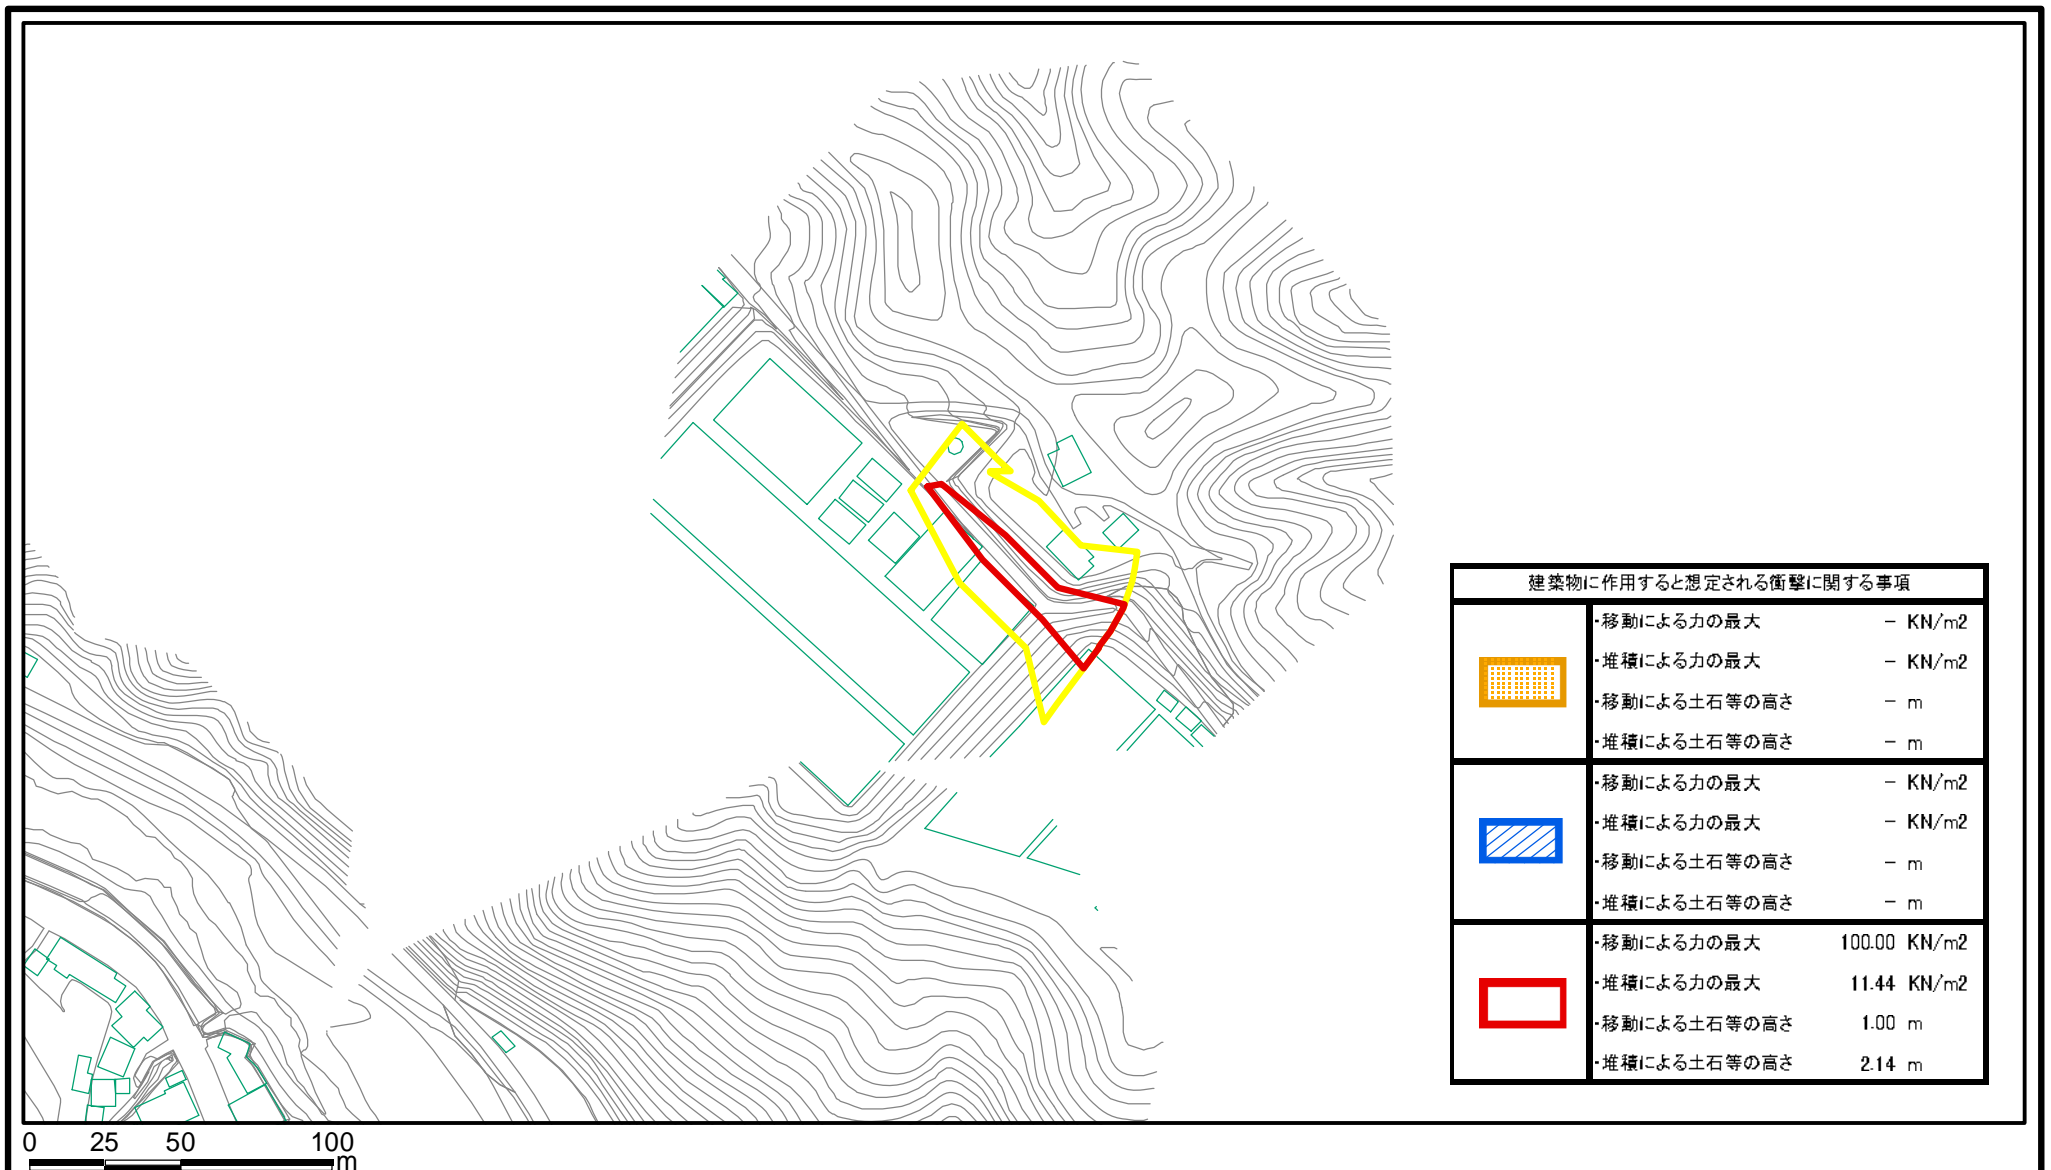 建築物に作用すると想定される衝撃に関する事項
・移動による力の最大 - KN/m2
・堆積による力の最大 - KN/m2
・移動による土石等の高さ - m
・堆積による土石等の高さ - m
・移動による力の最大 - KN/m2
・堆積による力の最大 - KN/m2
・移動による土石等の高さ - m
・堆積による土石等の高さ - m
・移動による力の最大 100.00 KN/m2
・堆積による力の最大 11.44 KN/m2
・移動による土石等の高さ 1.00 m
・堆積による土石等の高さ 2.14 m
0 25 50 100
m